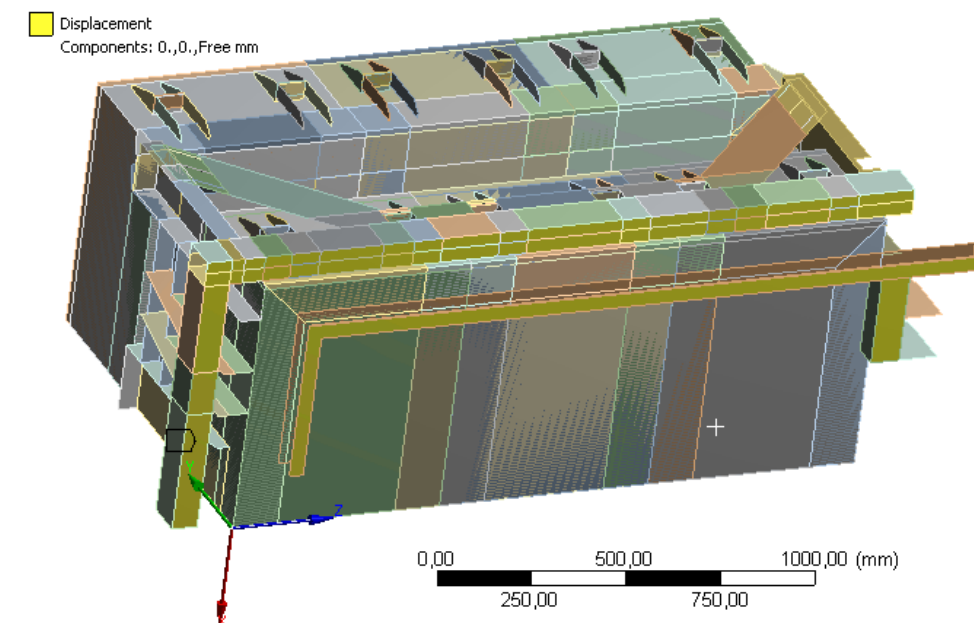 Displacement
Components: 0.,0.,Free mm
Y
Z
X
0,00 500,00 1000,00 (mm)
250,00 750,00